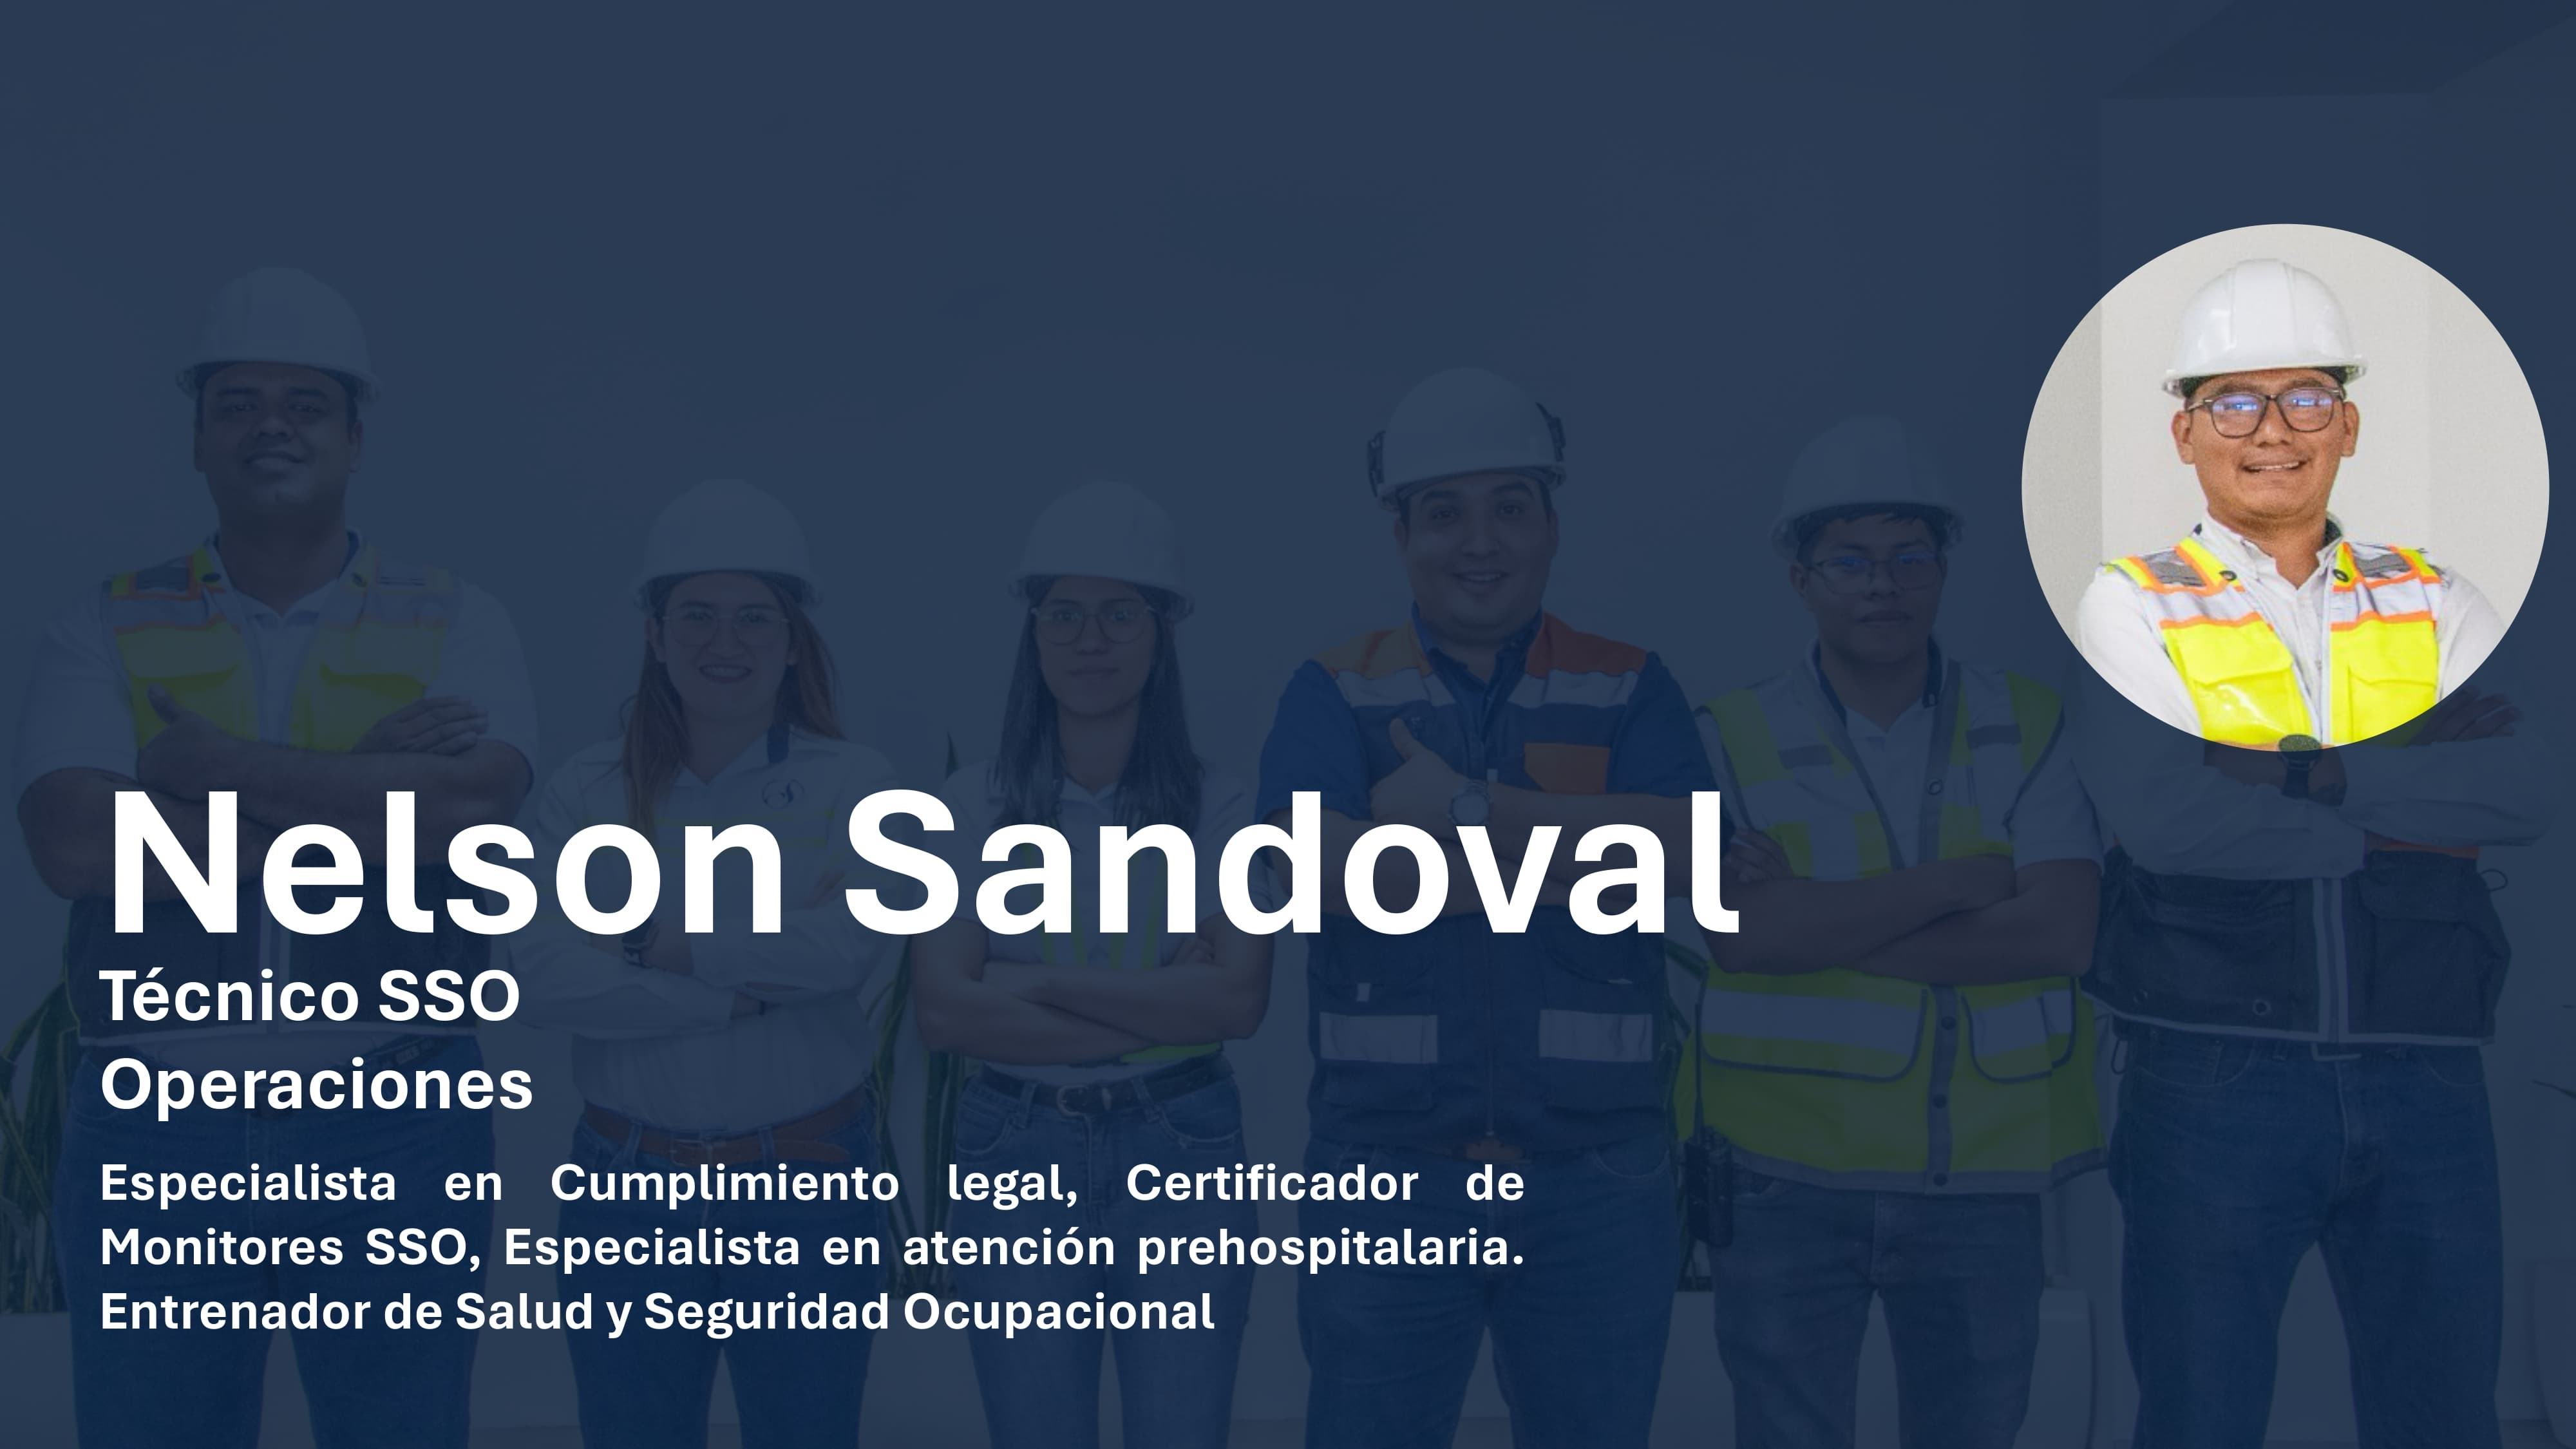 Nelson Sandoval
Técnico SSO
Operaciones
Especialista en Cumplimiento legal, Certificador de
Monitores SSO, Especialista en atención prehospitalaria.
Entrenador de Salud y Seguridad Ocupacional